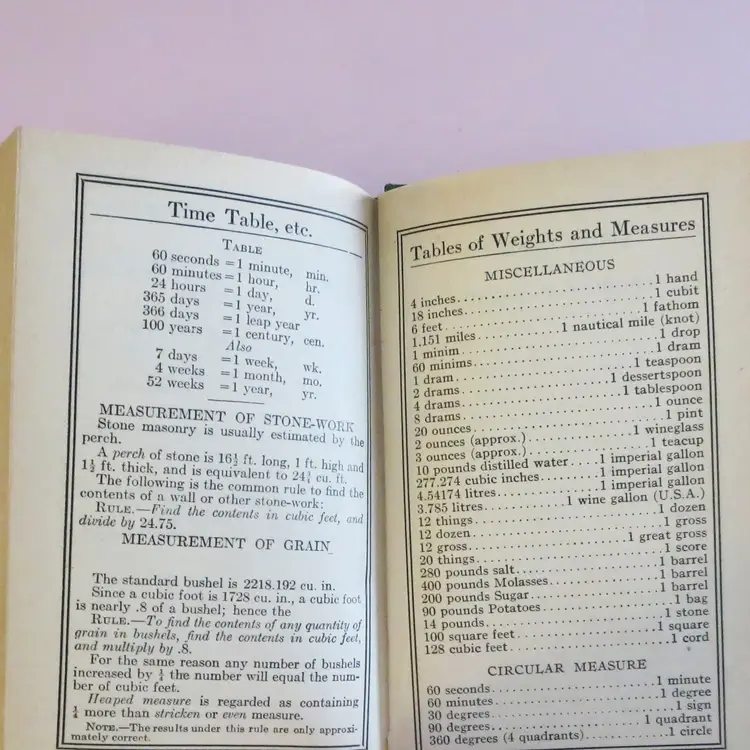 Time Table, etc.
TABLE
60 seconds = 1 minute, min.
60 minutes = 1 hour, hr.
24 hours = 1 day, d.
365 days = 1 year, yr.
366 days = 1 leap year
100 years = 1 century, cen.
Also
7 days = 1 week, wk.
4 weeks = 1 month, mo.
52 weeks = 1 year, yr.
MEASUREMENT OF STONE-WORK
Stone masonry is usually estimated by the
perch.
A perch of stone is 16½ ft. long, 1 ft. high and
1½ ft. thick, and is equivalent to 24¾ cu. ft.
The following is the common rule to find the
contents of a wall or other stone-work:
RULE.—Find the contents in cubic feet, and
divide by 24.75.
MEASUREMENT OF GRAIN
The standard bushel is 2218.192 cu. in.
Since a cubic foot is 1728 cu. in., a cubic foot
is nearly .8 of a bushel; hence the
RULE.—To find the contents of any quantity of
grain in bushels, find the contents in cubic feet,
and multiply by .8.
For the same reason any number of bushels
increased by ¼ the number will equal the num-
ber of cubic feet.
Heaped measure is regarded as containing
¼ more than stricken or even measure.
NOTE.—The results under this rule are only approxi-
mately correct.
Tables of Weights and Measures
MISCELLANEOUS
4 inches..........1 hand
18 inches..........1 cubit
6 feet..........1 fathom
1.151 miles..........1 nautical mile (knot)
1 minim..........1 drop
60 minims..........1 dram
1 dram..........1 teaspoon
2 drams..........1 dessertspoon
4 drams..........1 tablespoon
8 drams..........1 ounce
20 ounces..........1 pint
2 ounces (approx.)..........1 wineglass
3 ounces (approx.)..........1 teacup
10 pounds distilled water....1 imperial gallon
277.274 cubic inches..........1 imperial gallon
4.54174 litres..........1 imperial gallon
3.785 litres..........1 wine gallon (U.S.A.)
12 things..........1 dozen
12 dozen..........1 gross
12 gross..........1 great gross
20 things..........1 score
280 pounds salt..........1 barrel
400 pounds Molasses..........1 barrel
200 pounds Sugar..........1 barrel
90 pounds Potatoes..........1 bag
14 pounds..........1 stone
100 square feet..........1 square
128 cubic feet..........1 cord
CIRCULAR MEASURE
60 seconds..........1 minute
60 minutes..........1 degree
30 degrees..........1 sign
90 degrees..........1 quadrant
360 degrees (4 quadrants)..........1 circle